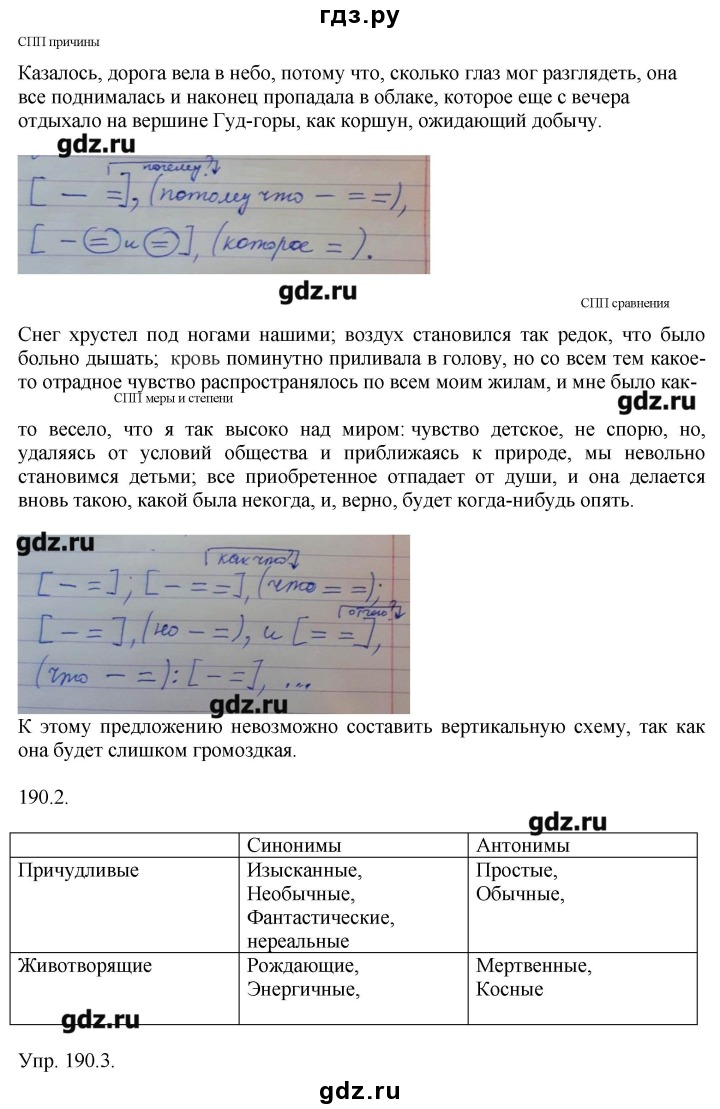 гдз.ру
СПП причины
Казалось, дорога вела в небо, потому что, сколько глаз мог разглядеть, она
все поднималась и наконец пропадала в облаке, которое еще с вечера
отдыхало на вершине Гуд-горы, как коршун, ожидающий добычу.
gdz.ru
почему?
[ — =], (потому что — = =),
[ — = и = ], (которое = ).
gdz.ru
СПП сравнения
Снег хрустел под ногами нашими; воздух становился так редок, что было
больно дышать; кровь поминутно приливала в голову, но со всем тем какое-
то отрадное чувство распространялось по всем моим жилам, и мне было как-
СПП меры и степени
gdz.ru
то весело, что я так высоко над миром: чувство детское, не спорю, но,
удаляясь от условий общества и приближаясь к природе, мы невольно
становимся детьми; все приобретенное отпадает от души, и она делается
вновь такою, какой была некогда, и, верно, будет когда-нибудь опять.
gdz.ru
как что?
[ — = ]; [ — = = ], (что = = );
отчего?
[ — = ], (но — = ), и [ = = ],
(что — = ): [ — = ], ...
gdz.ru
К этому предложению невозможно составить вертикальную схему, так как
она будет слишком громоздкая.
190.2.
gdz.ru
Синонимы Антонимы
Причудливые Изысканные, Простые,
Необычные, Обычные,
Фантастические,
нереальные
Животворящие Рождающие, Мертвенные,
Энергичные, Косные
gdz.ru
Упр. 190.3.
gdz.ru